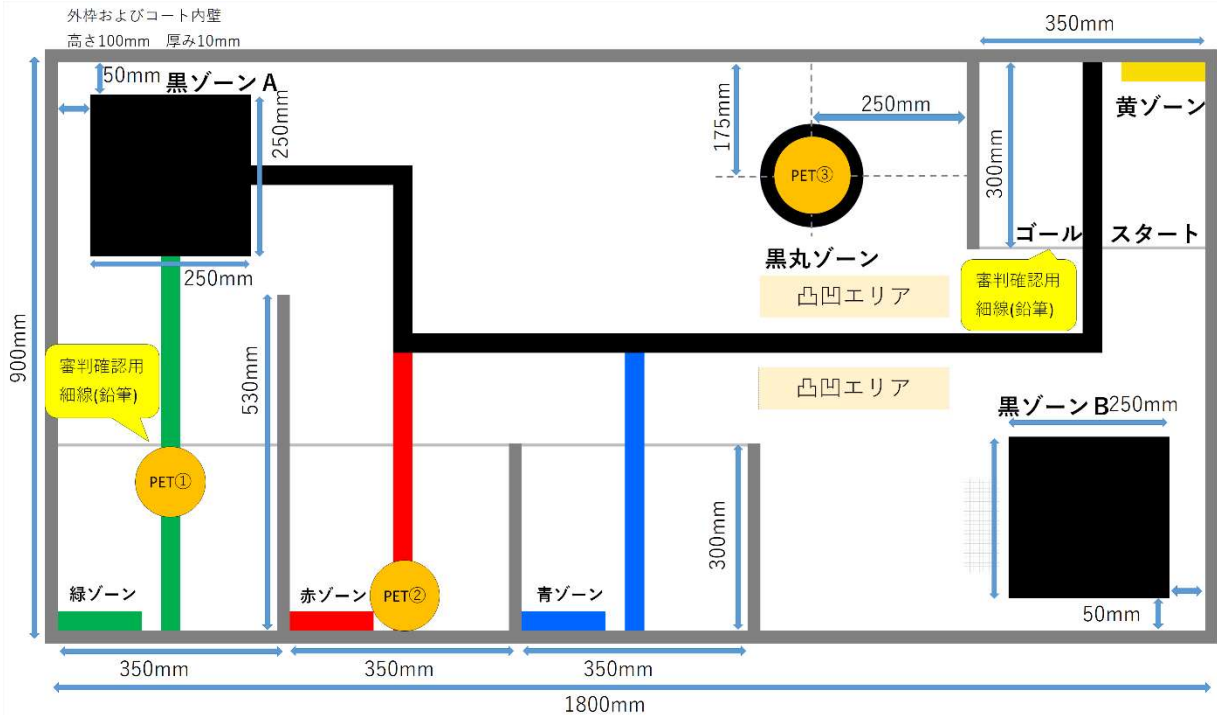 外枠およびコート内壁
高さ100mm 厚み10mm
350mm
50mm
黒ゾーンA
250mm
250mm
175mm
250mm
PET③
300mm
黄ゾーン
ゴール
スタート
黒丸ゾーン
凸凹エリア
審判確認用
細線(鉛筆)
900mm
審判確認用
細線(鉛筆)
530mm
凸凹エリア
黒ゾーンB
250mm
PET①
300mm
緑ゾーン
赤ゾーン
PET②
青ゾーン
50mm
350mm
350mm
350mm
1800mm